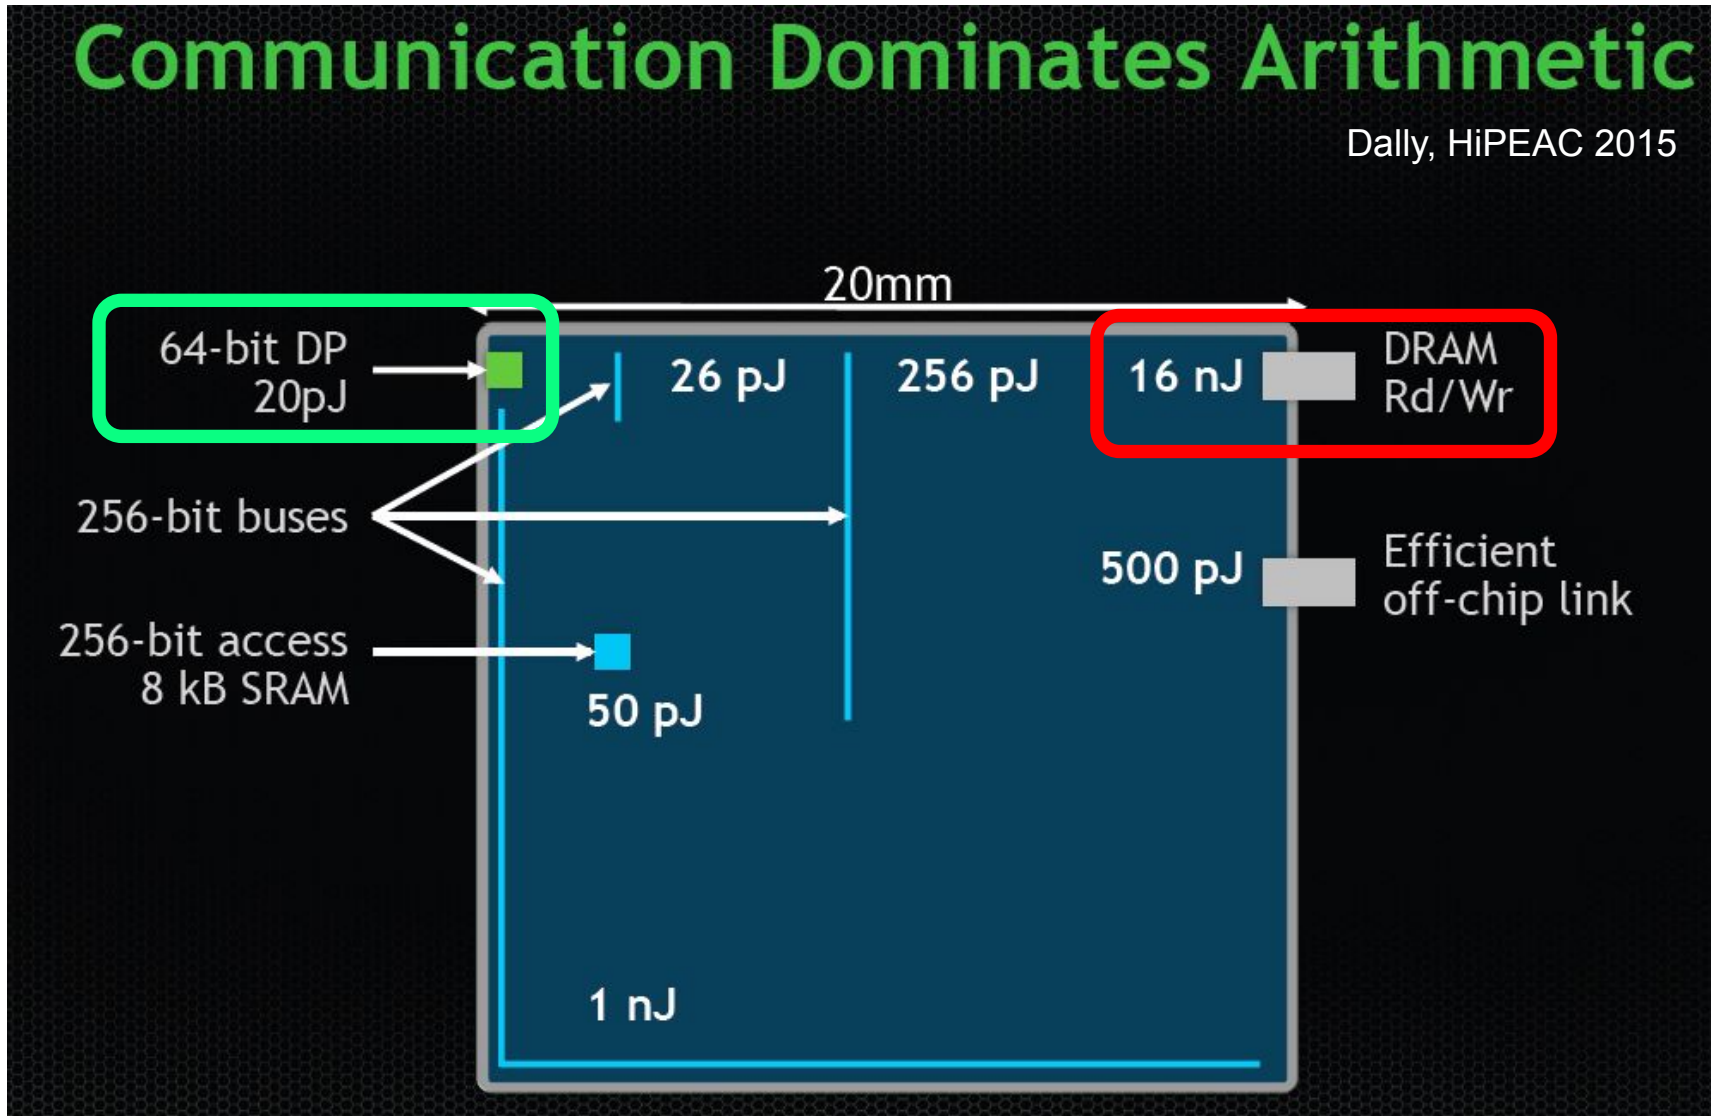 Communication Dominates Arithmetic
Dally, HiPEAC 2015
20mm
64-bit DP
20pJ
26 pJ
256 pJ
16 nJ
DRAM
Rd/Wr
256-bit buses
500 pJ
Efficient
off-chip link
256-bit access
8 kB SRAM
50 pJ
1 nJ